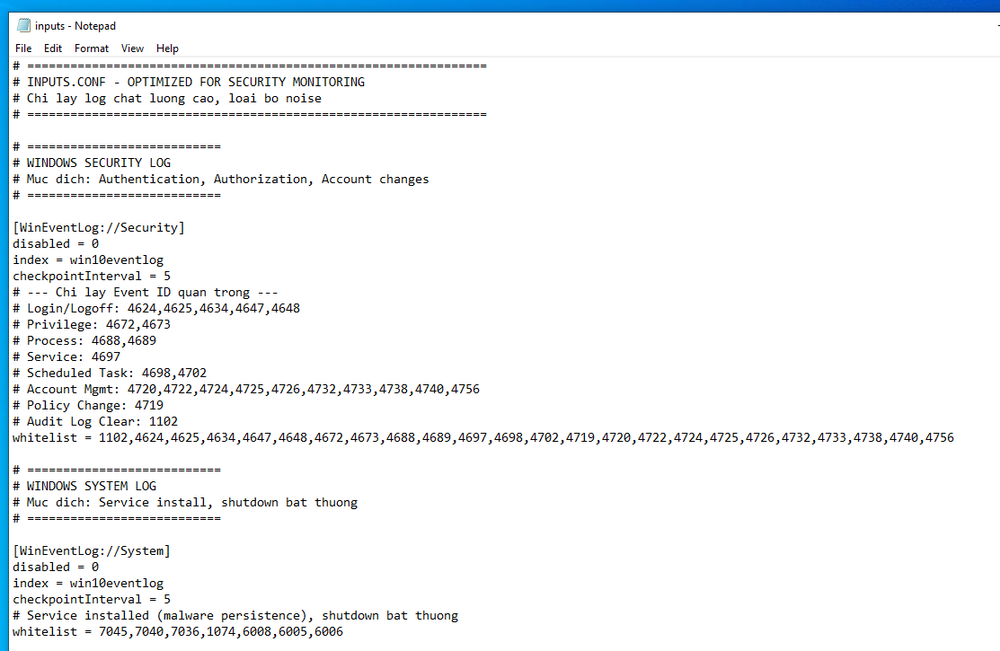 inputs - Notepad
File Edit Format View Help
# ================================================================
# INPUTS.CONF - OPTIMIZED FOR SECURITY MONITORING
# Chi lay log chat luong cao, loai bo noise
# ================================================================
# ===========================
# WINDOWS SECURITY LOG
# Muc dich: Authentication, Authorization, Account changes
# ===========================
[WinEventLog://Security]
disabled = 0
index = win10eventlog
checkpointInterval = 5
# --- Chi lay Event ID quan trong ---
# Login/Logoff: 4624,4625,4634,4647,4648
# Privilege: 4672,4673
# Process: 4688,4689
# Service: 4697
# Scheduled Task: 4698,4702
# Account Mgmt: 4720,4722,4724,4725,4726,4732,4733,4738,4740,4756
# Policy Change: 4719
# Audit Log Clear: 1102
whitelist = 1102,4624,4625,4634,4647,4648,4672,4673,4688,4689,4697,4698,4702,4719,4720,4722,4724,4725,4726,4732,4733,4738,4740,4756
# ===========================
# WINDOWS SYSTEM LOG
# Muc dich: Service install, shutdown bat thuong
# ===========================
[WinEventLog://System]
disabled = 0
index = win10eventlog
checkpointInterval = 5
# Service installed (malware persistence), shutdown bat thuong
whitelist = 7045,7040,7036,1074,6008,6005,6006